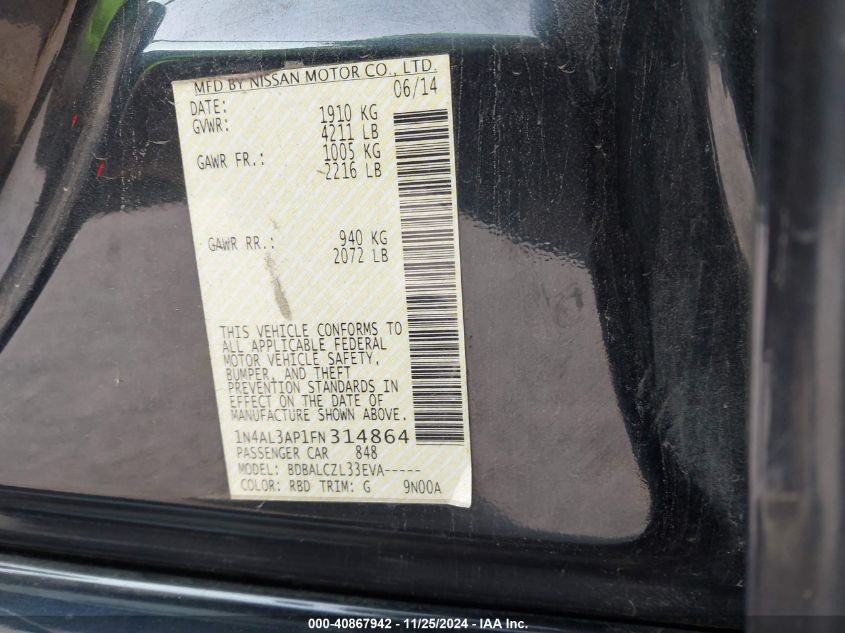 MFD BY NISSAN MOTOR CO., LTD.
DATE: 06/14
GVWR: 1910 KG
4211 LB
GAWR FR.: 1005 KG
2216 LB
GAWR RR.: 940 KG
2072 LB
THIS VEHICLE CONFORMS TO
ALL APPLICABLE FEDERAL
MOTOR VEHICLE SAFETY,
BUMPER, AND THEFT
PREVENTION STANDARDS IN
EFFECT ON THE DATE OF
MANUFACTURE SHOWN ABOVE.
1N4AL3AP1FN314864
PASSENGER CAR 848
MODEL: BDBALCZL33EVA-----
COLOR: RBD TRIM: G 9N00A
000-40867942 - 11/25/2024 - IAA Inc.